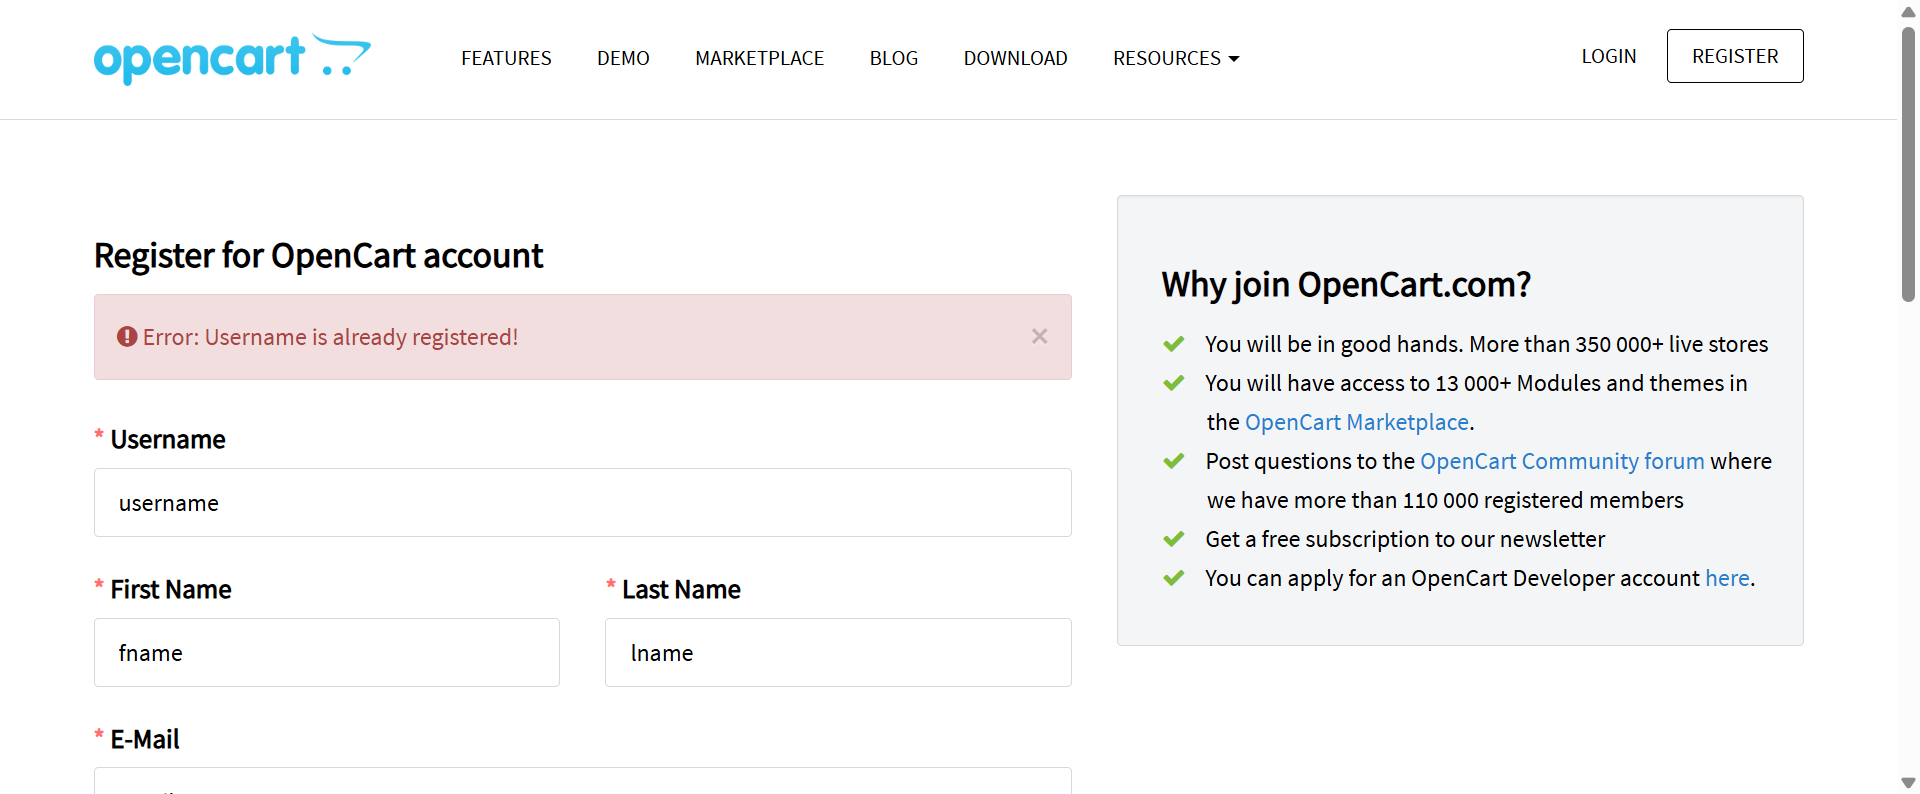 opencart
FEATURES
DEMO
MARKETPLACE
BLOG
DOWNLOAD
RESOURCES
LOGIN
REGISTER
Register for OpenCart account
Error: Username is already registered!
×
* Username
username
* First Name
fname
* Last Name
lname
* E-Mail
Why join OpenCart.com?
You will be in good hands. More than 350 000+ live stores
You will have access to 13 000+ Modules and themes in
the OpenCart Marketplace.
Post questions to the OpenCart Community forum where
we have more than 110 000 registered members
Get a free subscription to our newsletter
You can apply for an OpenCart Developer account here.